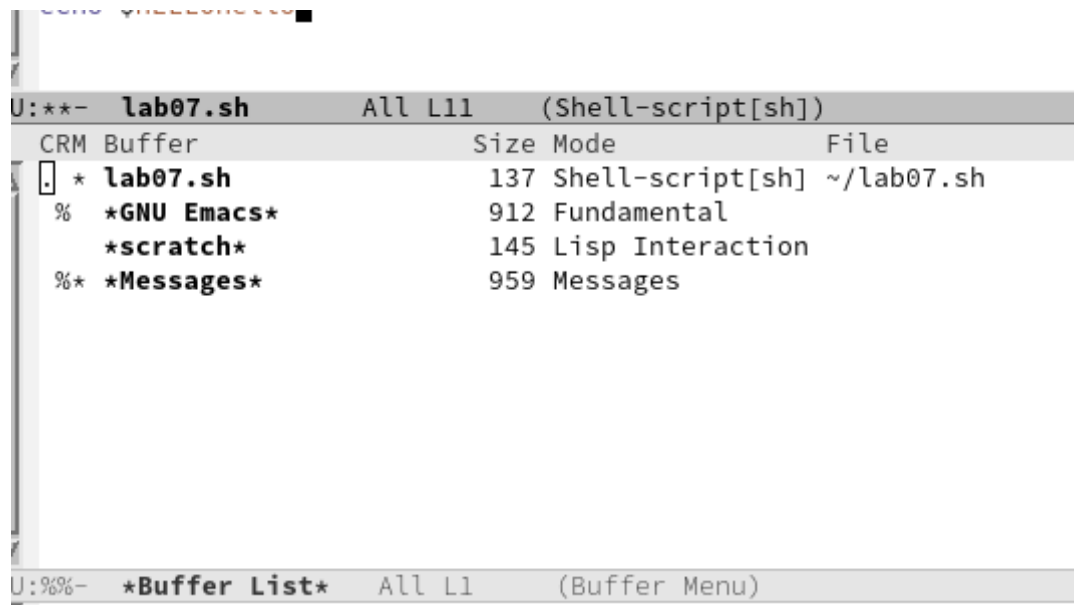 U:**-  lab07.sh       All L11    (Shell-script[sh])
CRM Buffer                 Size Mode               File
. * lab07.sh                137 Shell-script[sh] ~/lab07.sh
%  *GNU Emacs*             912 Fundamental
*scratch*               145 Lisp Interaction
%* *Messages*              959 Messages
U:%%-  *Buffer List*   All L1     (Buffer Menu)